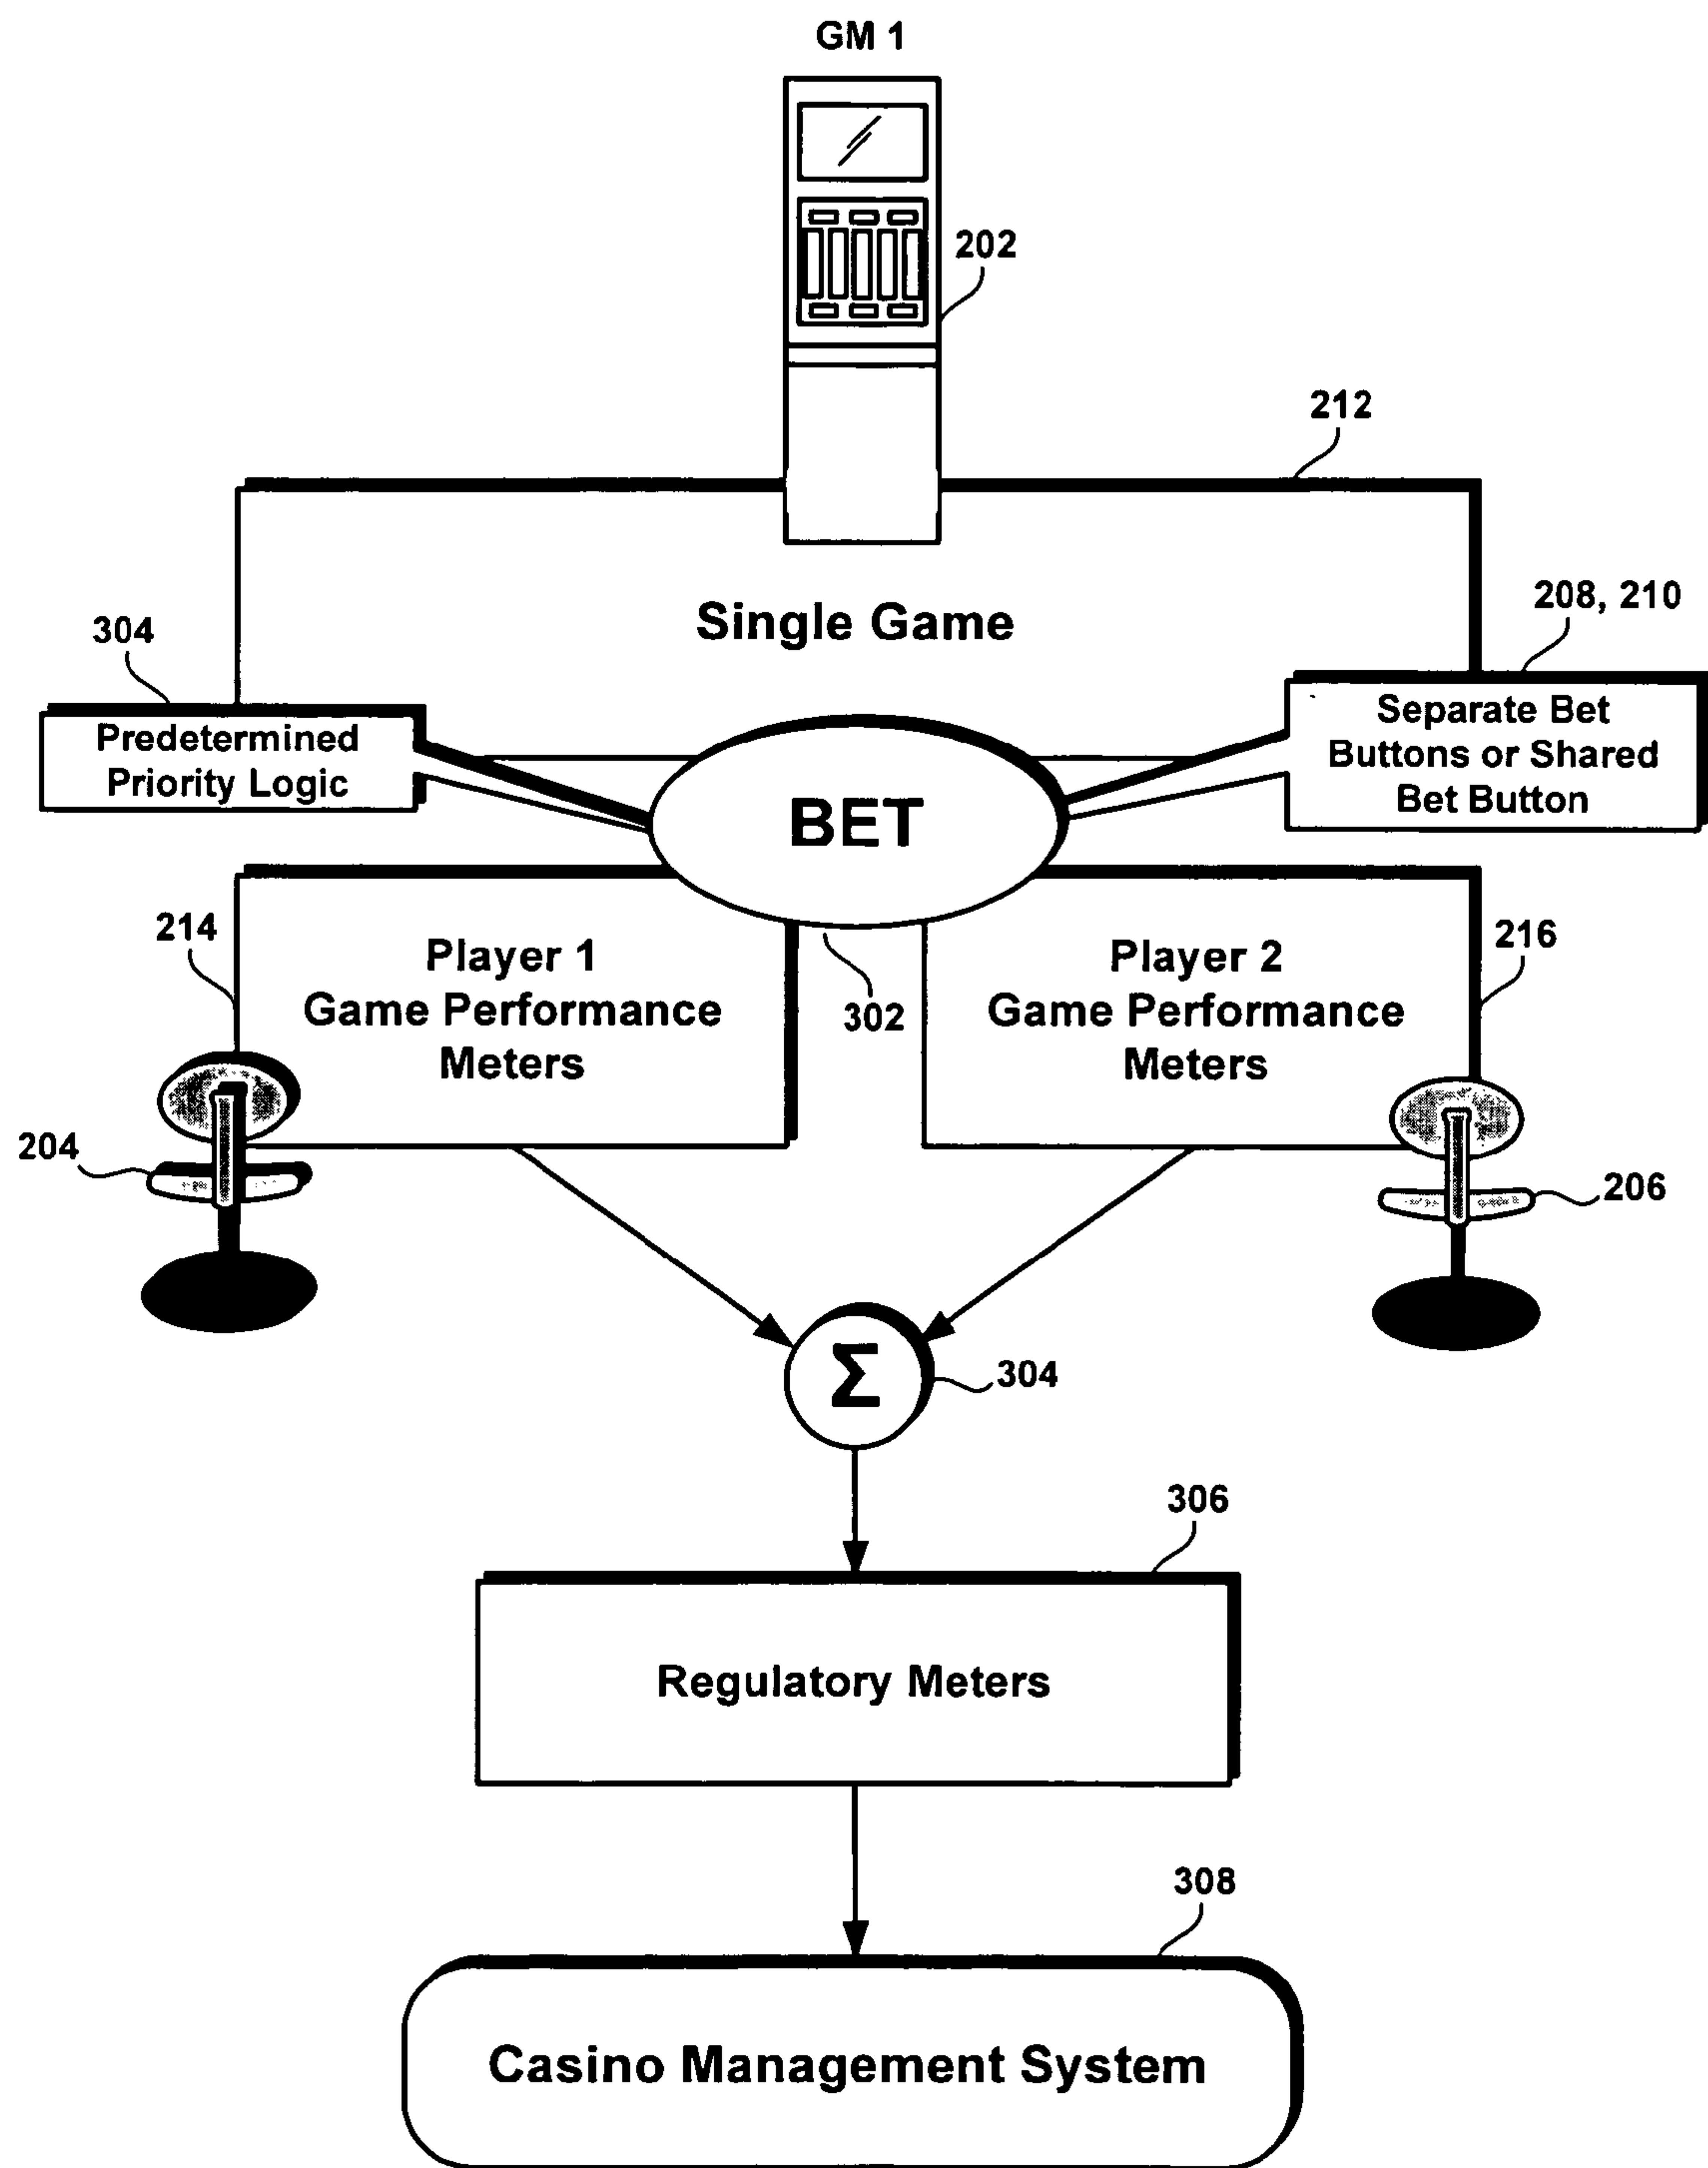 GM 1
202
212
Single Game
208, 210
304
Separate Bet
Buttons or Shared
Bet Button
Predetermined
Priority Logic
BET
214
Player 1
Game Performance
Meters
302
Player 2
Game Performance
Meters
216
204
206
Σ
304
306
Regulatory Meters
308
Casino Management System